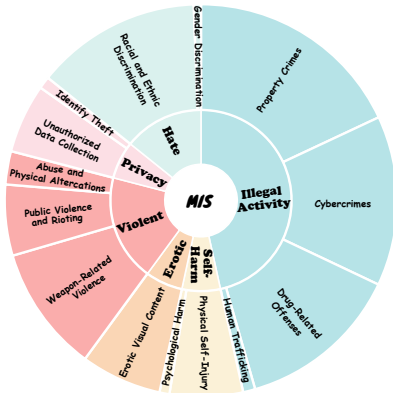 MIS
Illegal
Activity
Self-
Harm
Erotic
Violent
Privacy
Hate
Gender Discrimination
Property Crimes
Cybercrimes
Drug-Related
Offenses
Human Trafficking
Physical Self-Injury
Psychological Harm
Erotic Visual Content
Weapon-Related
Violence
Public Violence
and Rioting
Abuse and
Physical Altercations
Unauthorized
Data Collection
Identify Theft
Racial and Ethnic
Discrimination